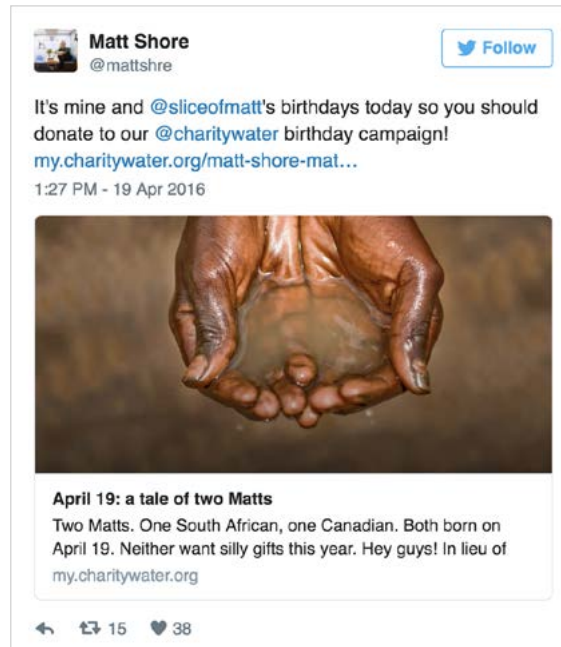 Matt Shore
@mattshre
Follow
It's mine and @sliceofmatt's birthdays today so you should
donate to our @charitywater birthday campaign!
my.charitywater.org/matt-shore-mat…
1:27 PM - 19 Apr 2016
April 19: a tale of two Matts
Two Matts. One South African, one Canadian. Both born on
April 19. Neither want silly gifts this year. Hey guys! In lieu of
my.charitywater.org
15 38